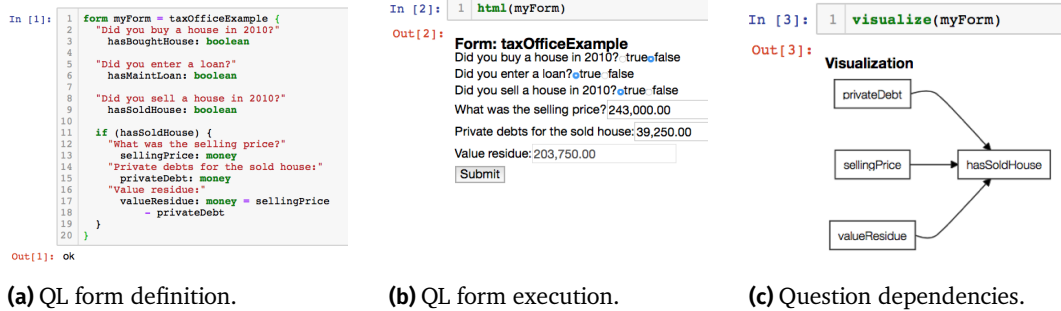 In [1]:
1 form myForm = taxOfficeExample {
2 "Did you buy a house in 2010?"
3 hasBoughtHouse: boolean
4
5 "Did you enter a loan?"
6 hasMaintLoan: boolean
7
8 "Did you sell a house in 2010?"
9 hasSoldHouse: boolean
10
11 if (hasSoldHouse) {
12 "What was the selling price?"
13 sellingPrice: money
14 "Private debts for the sold house:"
15 privateDebt: money
16 "Value residue:"
17 valueResidue: money = sellingPrice
18 - privateDebt
19 }
20 }
Out[1]: ok
(a) QL form definition.
In [2]: 1 html(myForm)
Out[2]:
Form: taxOfficeExample
Did you buy a house in 2010? true false
Did you enter a loan? true false
Did you sell a house in 2010? true false
What was the selling price? 243,000.00
Private debts for the sold house: 39,250.00
Value residue: 203,750.00
Submit
(b) QL form execution.
In [3]: 1 visualize(myForm)
Out[3]:
Visualization
privateDebt
sellingPrice
hasSoldHouse
valueResidue
(c) Question dependencies.